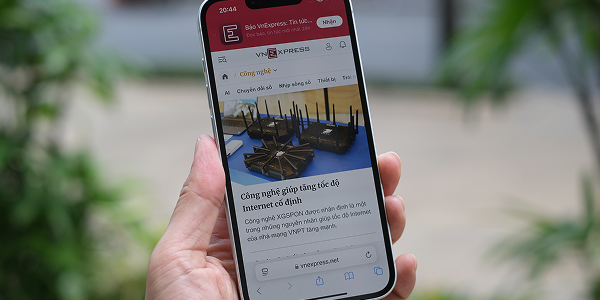 20:44
Báo VnExpress: Tin tức...
Đọc báo, tin tức mới nhất 24h
Nhận
E
VNEXPRESS
Công nghệ
AI Chuyển đổi số Nhịp sống số Thiết bị
Công nghệ giúp tăng tốc độ
Internet cố định
Công nghệ XGSPON được nhận định là một
trong những nguyên nhân giúp tốc độ Internet
của nhà mạng VNPT tăng mạnh.
vnexpress.net